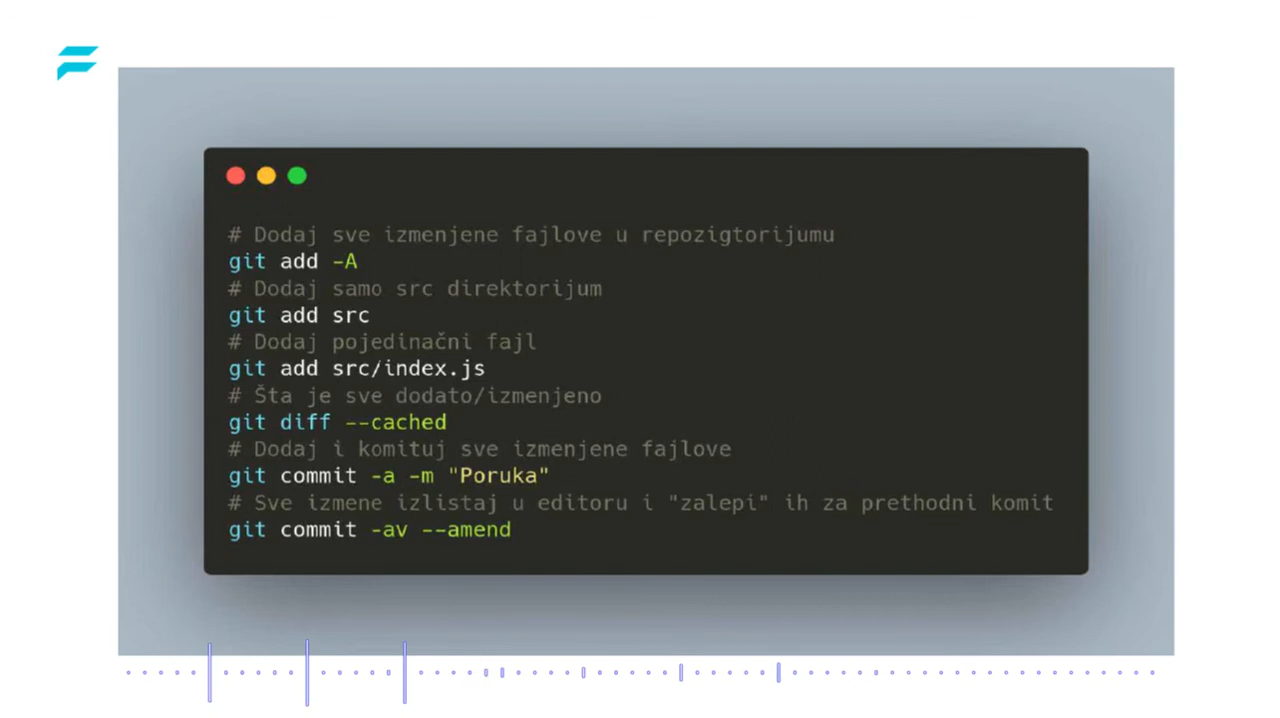 # Dodaj sve izmenjene fajlove u repozigtorijumu
git add -A
# Dodaj samo src direktorijum
git add src
# Dodaj pojedinačni fajl
git add src/index.js
# Šta je sve dodato/izmenjeno
git diff --cached
# Dodaj i komituj sve izmenjene fajlove
git commit -a -m "Poruka"
# Sve izmene izlistaj u editoru i "zalepi" ih za prethodni komit
git commit -av --amend